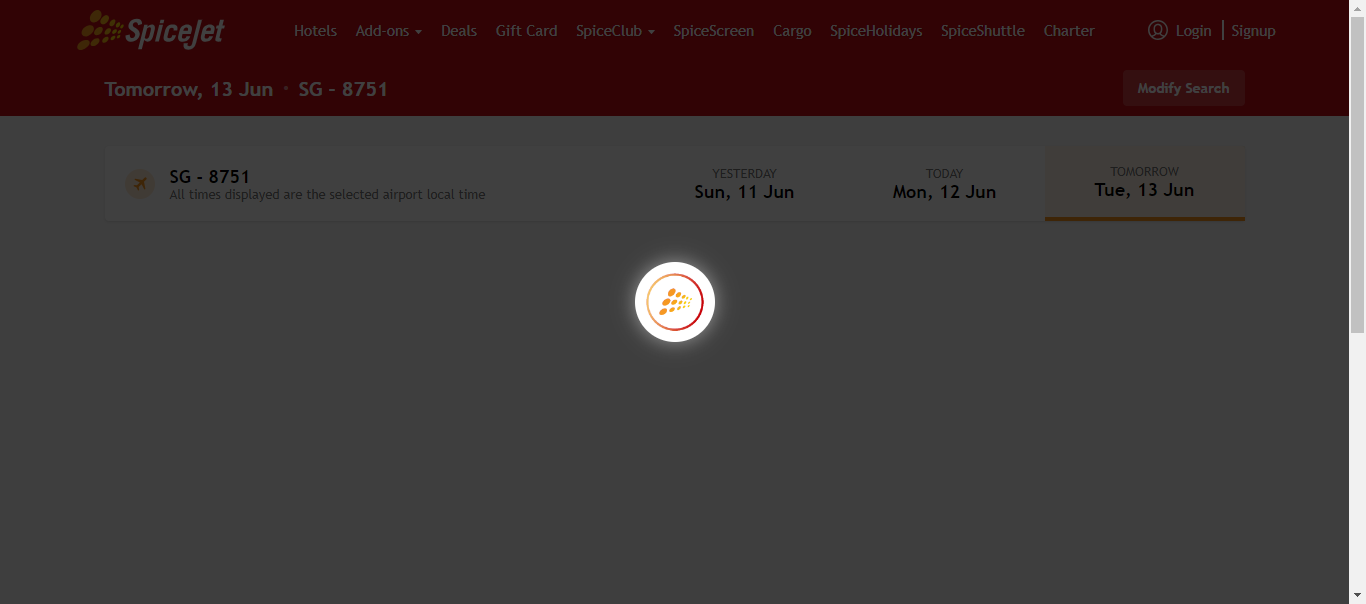 SpiceJet
Hotels Add-ons Deals Gift Card SpiceClub SpiceScreen Cargo SpiceHolidays SpiceShuttle Charter Login Signup
Tomorrow, 13 Jun • SG - 8751
Modify Search
SG - 8751
All times displayed are the selected airport local time
YESTERDAY
Sun, 11 Jun
TODAY
Mon, 12 Jun
TOMORROW
Tue, 13 Jun